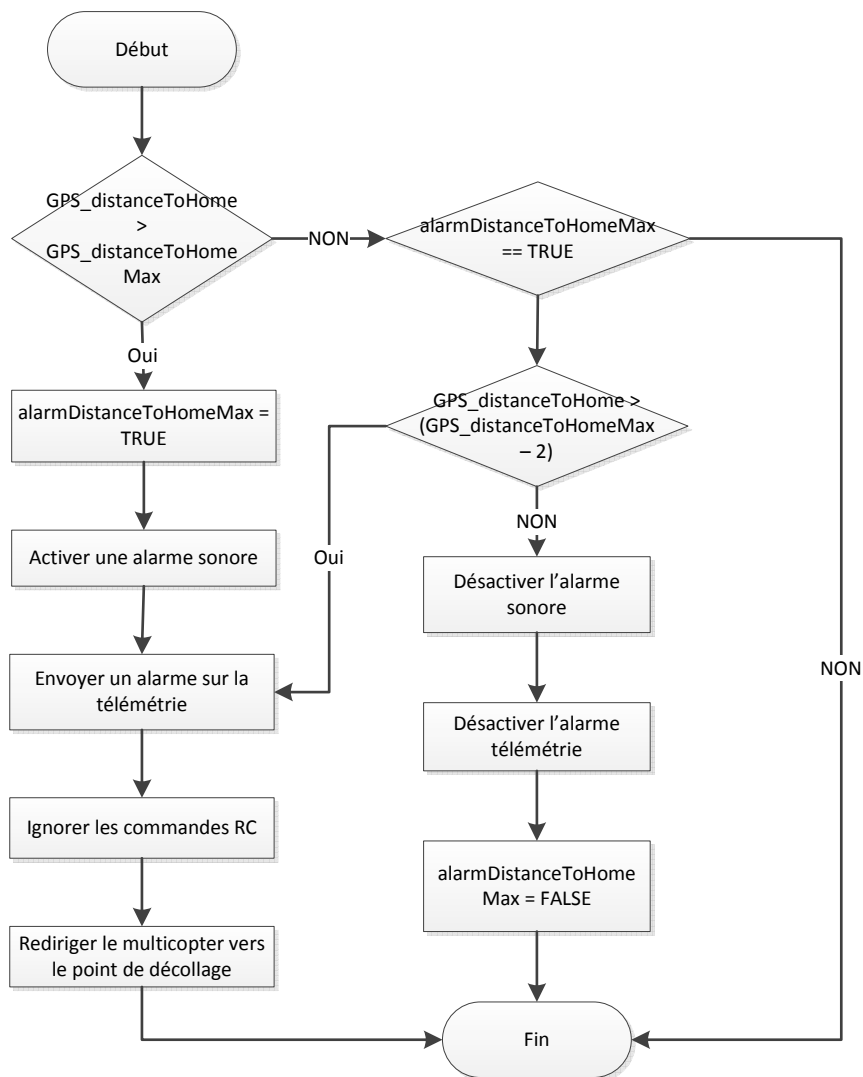 Début
GPS_distanceToHome
>
GPS_distanceToHome
Max
NON
alarmDistanceToHomeMax
== TRUE
Oui
alarmDistanceToHomeMax =
TRUE
GPS_distanceToHome >
(GPS_distanceToHomeMax
– 2)
NON
Oui
Activer une alarme sonore
Désactiver l’alarme
sonore
Envoyer un alarme sur la
télémétrie
NON
Désactiver l’alarme
télémétrie
Ignorer les commandes RC
alarmDistanceToHome
Max = FALSE
Rediriger le multicopter vers
le point de décollage
Fin